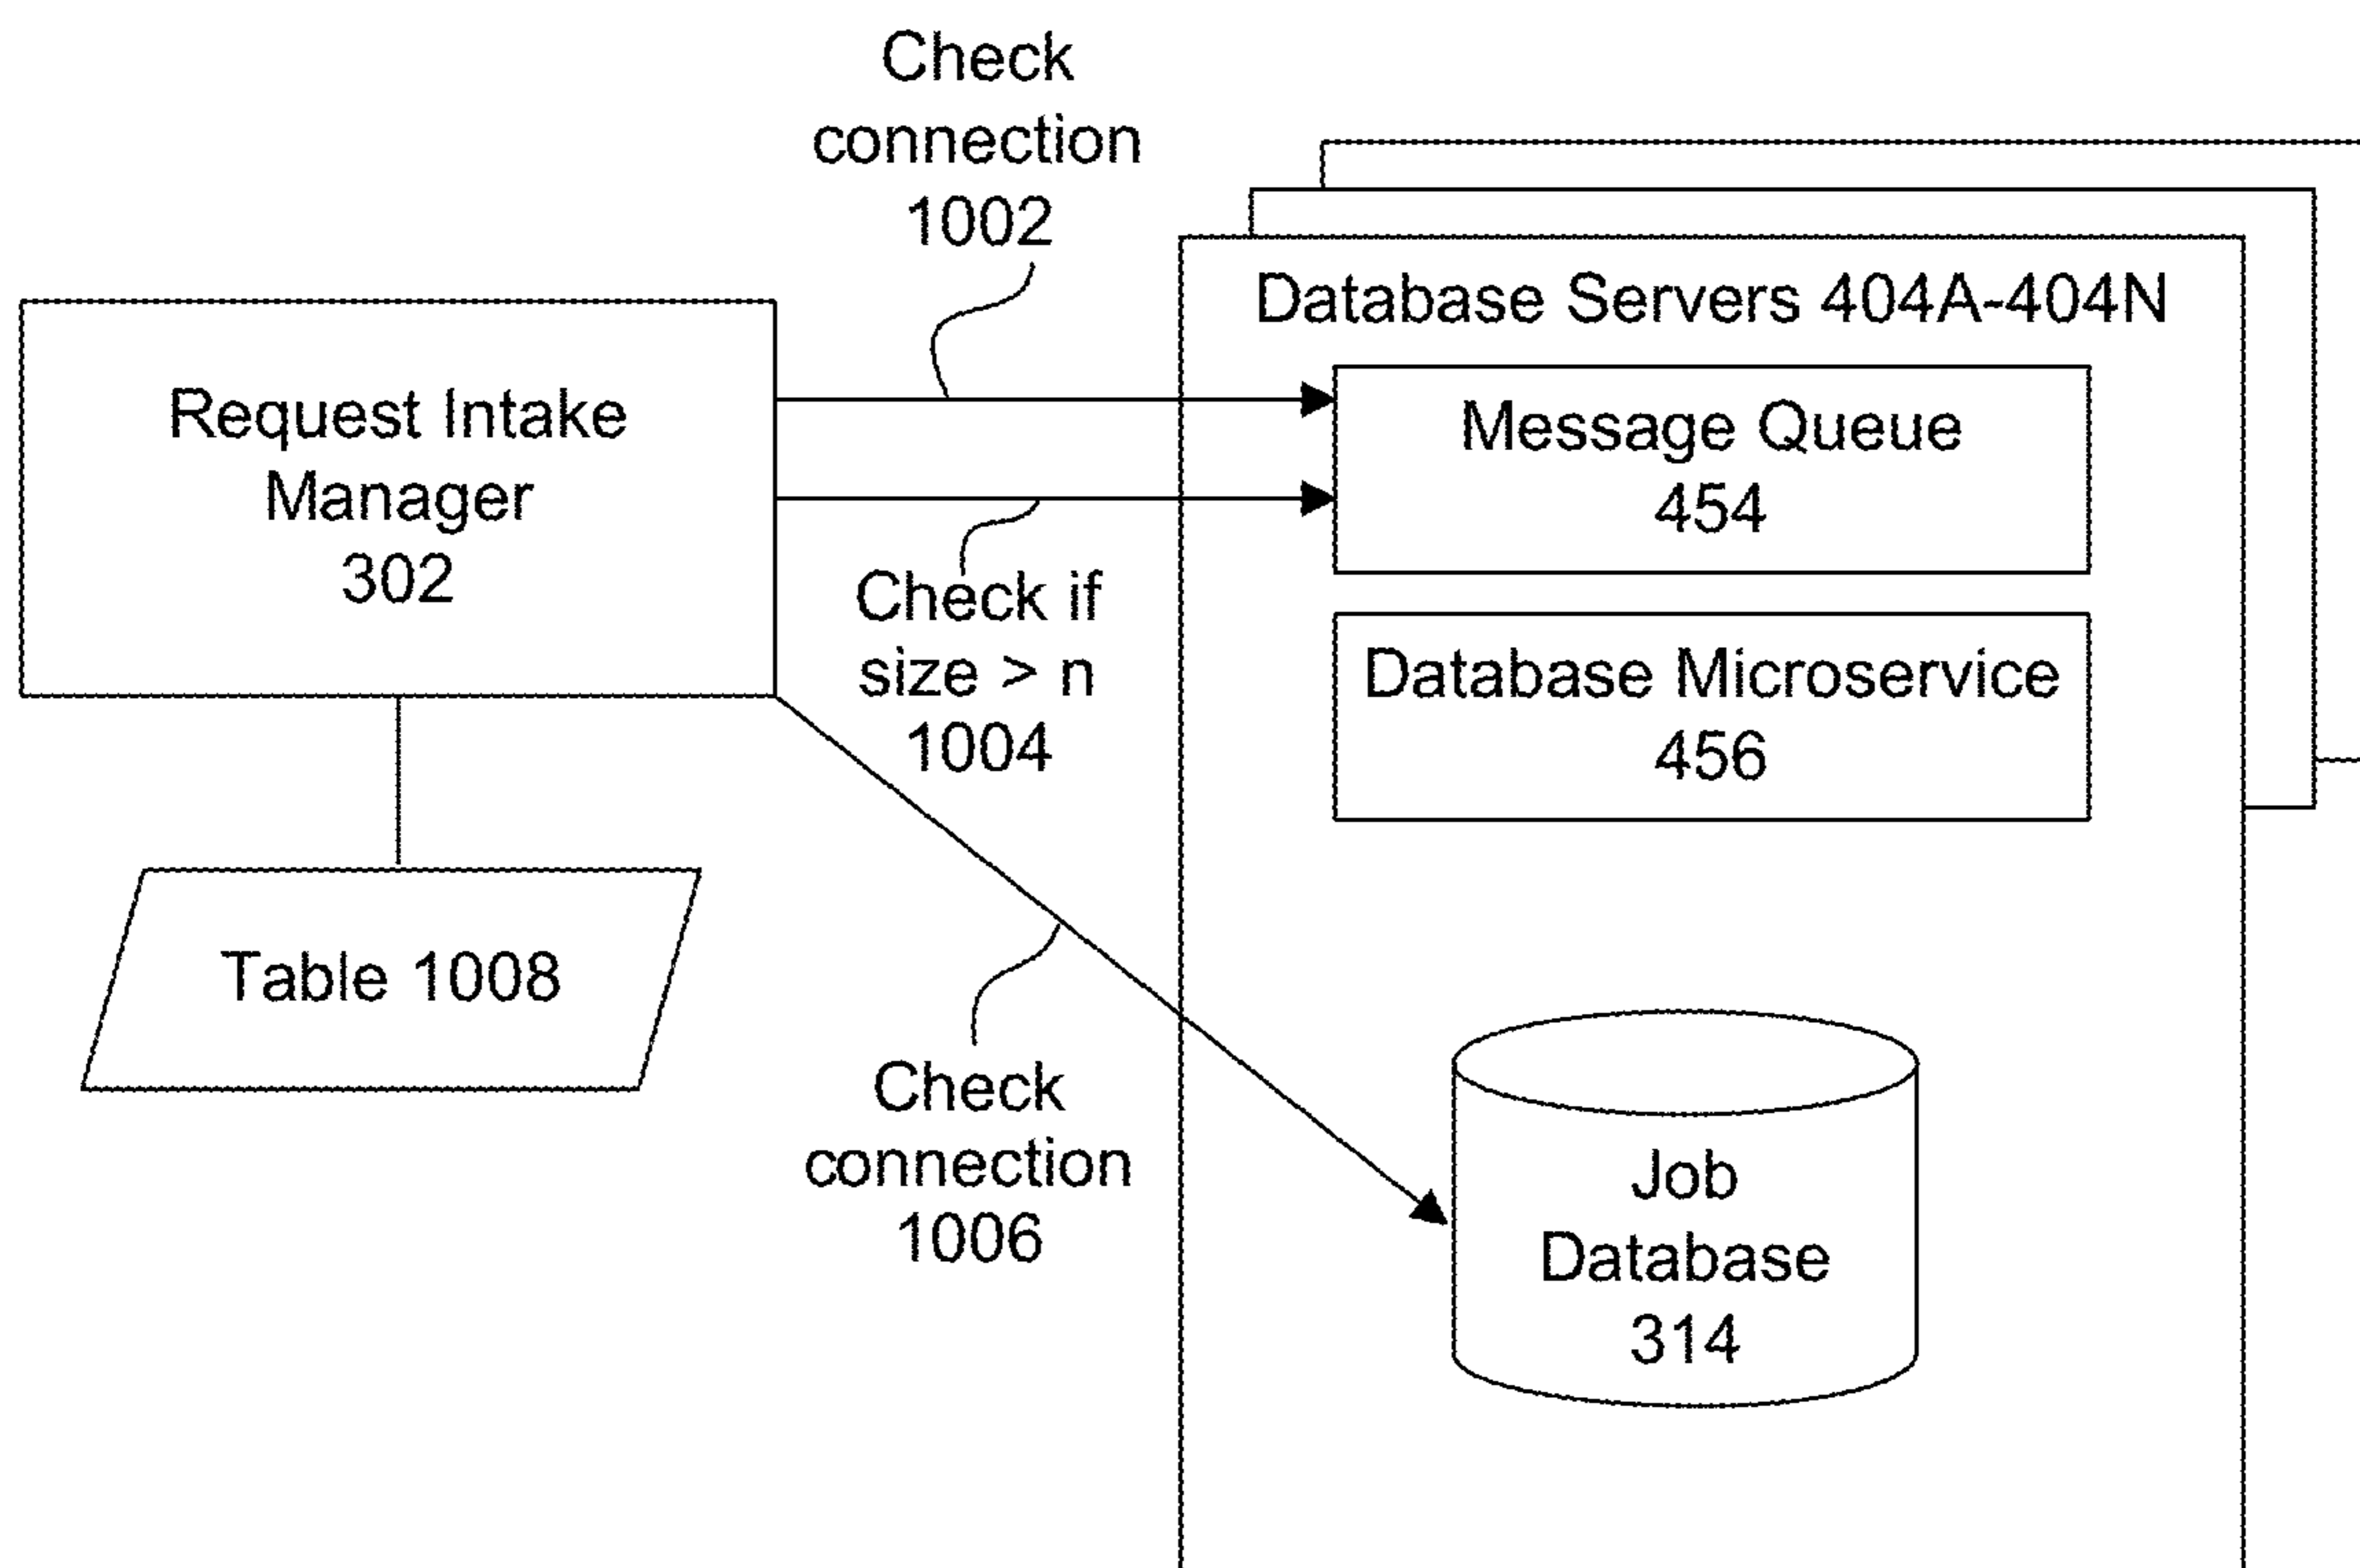 Check
connection
1002
Database Servers 404A-404N
Request Intake
Manager
302
Message Queue
454
Check if
size > n
1004
Database Microservice
456
Table 1008
Check
connection
1006
Job
Database
314